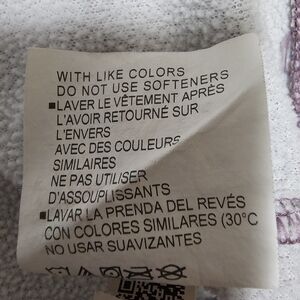 WITH LIKE COLORS
DO NOT USE SOFTENERS
▪LAVER LE VÊTEMENT APRÈS
L'AVOIR RETOURNÉ SUR
L'ENVERS
AVEC DES COULEURS
SIMILAIRES
NE PAS UTILISER
D'ASSOUPLISSANTS
▪LAVAR LA PRENDA DEL REVÉS
CON COLORES SIMILARES (30°C
NO USAR SUAVIZANTES